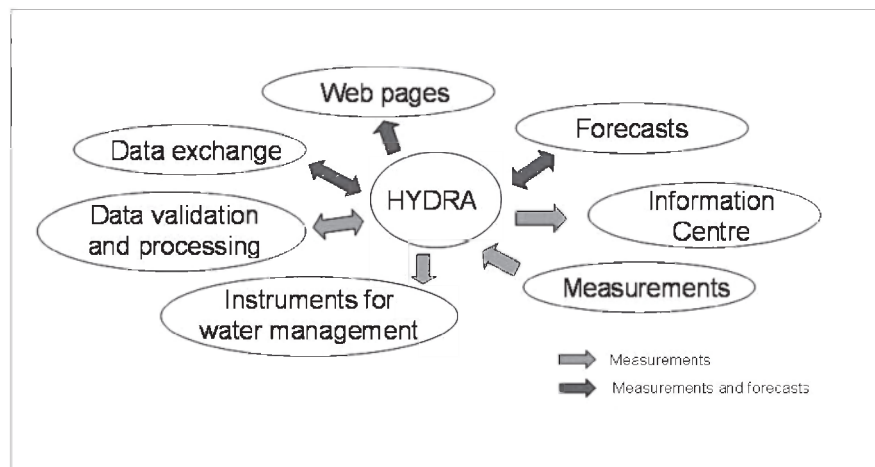 Web pages
Forecasts
Data exchange
HYDRA
Data validation
and processing
Information
Centre
Measurements
Instruments for
water management
Measurements
Measurements and forecasts